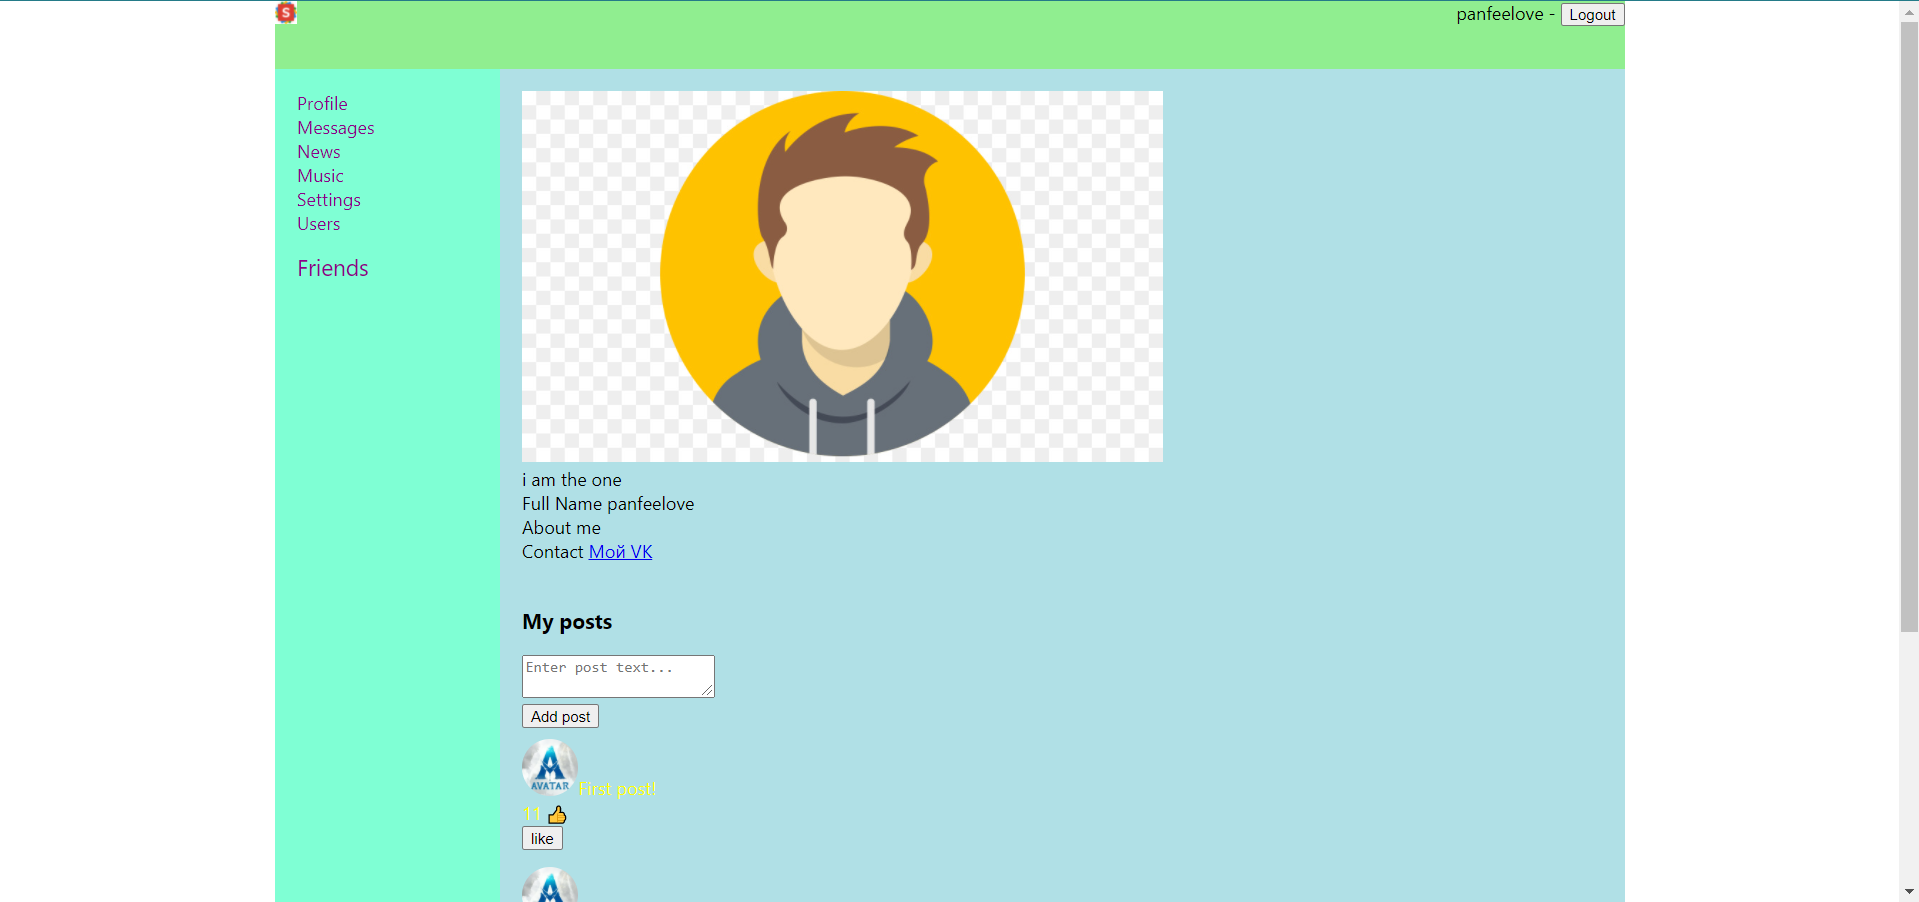 S
panfeelove - Logout
Profile
Messages
News
Music
Settings
Users
Friends
i am the one
Full Name panfeelove
About me
Contact Мой VK
My posts
Enter post text...
Add post
AVATAR
First post!
11 👍
like